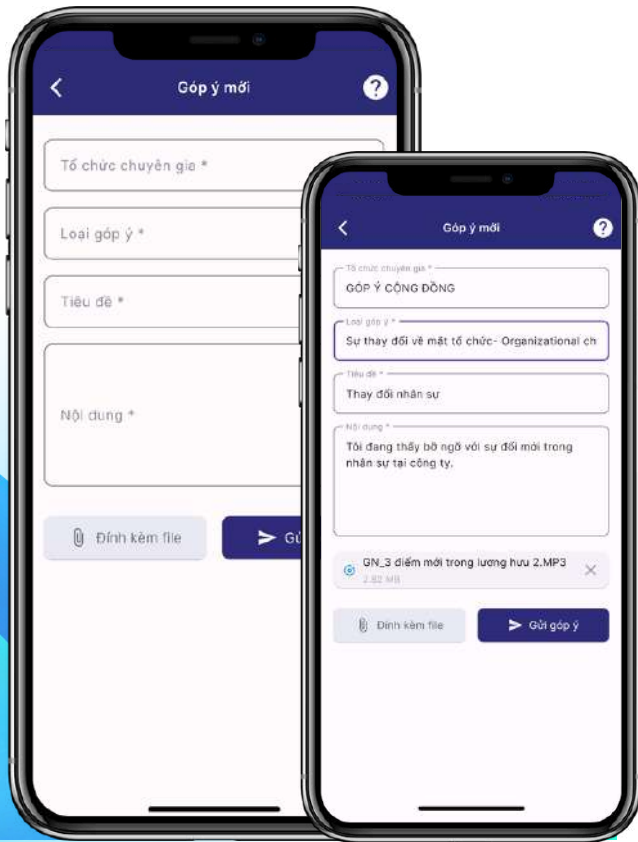 Góp ý mới
Tổ chức chuyên gia *
Loại góp ý *
Tiêu đề *
Nội dung *
Đính kèm file
Góp ý mới
Tổ chức chuyên gia *
GÓP Ý CỘNG ĐỒNG
Loại góp ý *
Sự thay đổi về mặt tổ chức- Organizational ch
Tiêu đề *
Thay đổi nhân sự
Nội dung *
Tôi đang thấy bỡ ngỡ với sự đổi mới trong
nhân sự tại công ty.
GN_3 điểm mới trong lương hưu 2.MP3
2.82 MB
Đính kèm file
Gửi góp ý